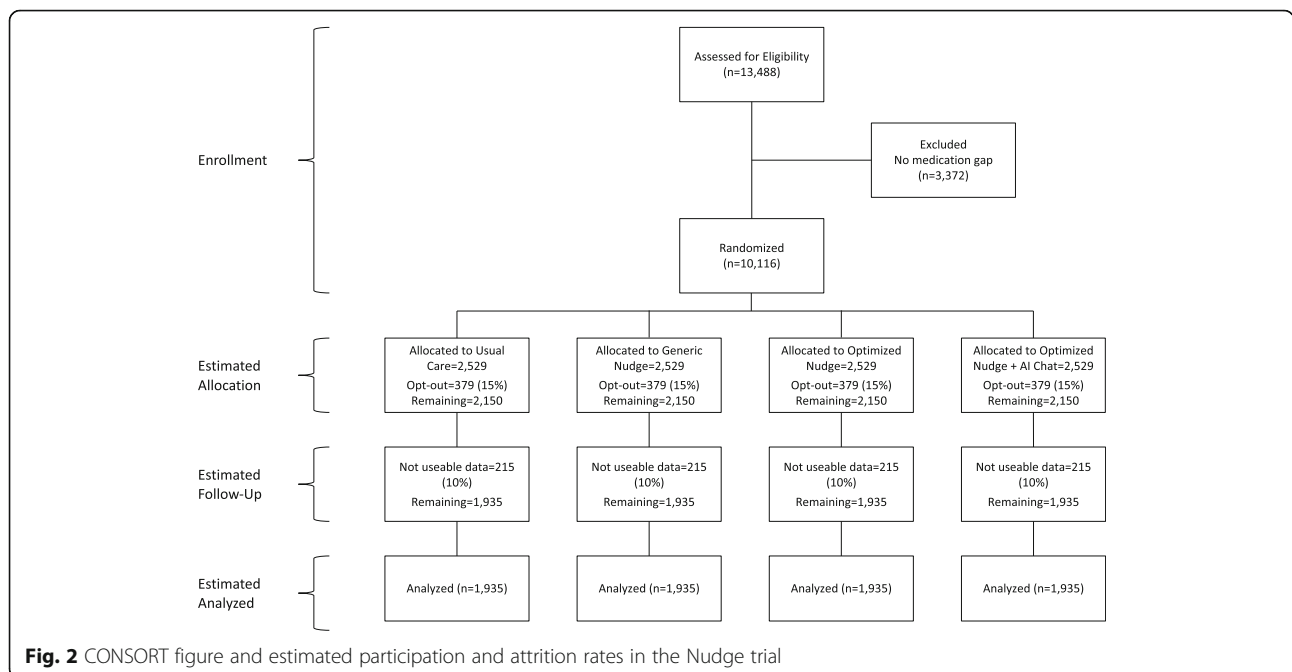 Assessed for Eligibility
(n=13,488)
Enrollment
Excluded
No medication gap
(n=3,372)
Randomized
(n=10,116)
Estimated
Allocation
Allocated to Usual
Care=2,529
Opt-out=379 (15%)
Remaining=2,150
Allocated to Generic
Nudge=2,529
Opt-out=379 (15%)
Remaining=2,150
Allocated to Optimized
Nudge=2,529
Opt-out=379 (15%)
Remaining=2,150
Allocated to Optimized
Nudge + AI Chat=2,529
Opt-out=379 (15%)
Remaining=2,150
Estimated
Follow-Up
Not useable data=215
(10%)
Remaining=1,935
Not useable data=215
(10%)
Remaining=1,935
Not useable data=215
(10%)
Remaining=1,935
Not useable data=215
(10%)
Remaining=1,935
Estimated
Analyzed
Analyzed (n=1,935)
Analyzed (n=1,935)
Analyzed (n=1,935)
Analyzed (n=1,935)
Fig. 2 CONSORT figure and estimated participation and attrition rates in the Nudge trial